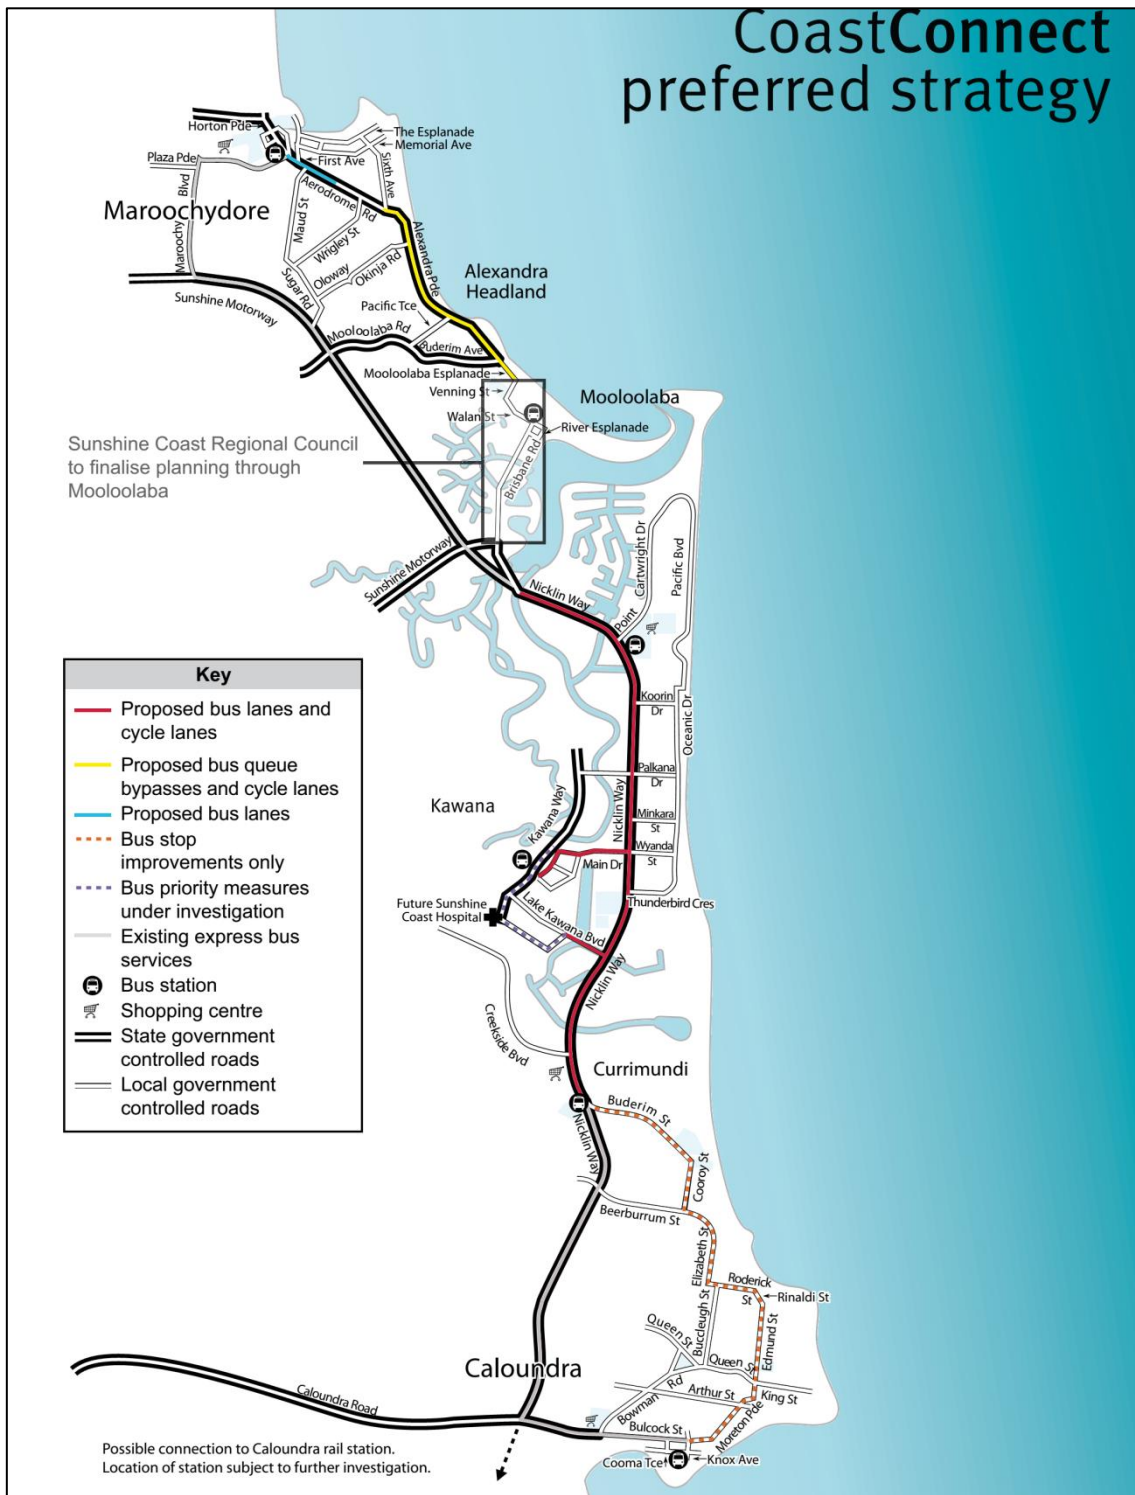 CoastConnect
preferred strategy
Horton Pde
The Esplanade
Memorial Ave
First Ave
Plaza Pde
Sixth Ave
Aerodrome Rd
Maroochy Blvd
Maroochydore
Maud St
Wrigley St
Alexandra Pde
Okinja Rd
Oloway
Sugar Rd
Alexandra
Headland
Sunshine Motorway
Pacific Tce
Mooloolaba Rd
Buderim Ave
Mooloolaba Esplanade
Venning St
Mooloolaba
Walan St
River Esplanade
Brisbane Rd
Sunshine Coast Regional Council
to finalise planning through
Mooloolaba
Sunshine Motorway
Nicklin Way
Point Cartwright Dr
Pacific Bvd
Koorin
Dr
Oceanic Dr
Palkana
Dr
Nicklin Way
Minkara
St
Wyanda
St
Kawana
Kawana Way
Main Dr
Thunderbird Cres
Future Sunshine
Coast Hospital
Lake Kawana Bvd
Nicklin Way
Creekside Bvd
Currimundi
Key
Proposed bus lanes and
cycle lanes
Proposed bus queue
bypasses and cycle lanes
Proposed bus lanes
Bus stop
improvements only
Bus priority measures
under investigation
Existing express bus
services
Bus station
Shopping centre
State government
controlled roads
Local government
controlled roads
Buderim St
Nicklin Way
Cooroy St
Beerburrum St
Elizabeth St
Roderick
St
Rinaldi St
Buccleugh St
Edmund St
Queen St
Queen St
Caloundra
Bowman Rd
Arthur St
King St
Caloundra Road
Moreton Pde
Bulcock St
Cooma Tce
Knox Ave
Possible connection to Caloundra rail station.
Location of station subject to further investigation.